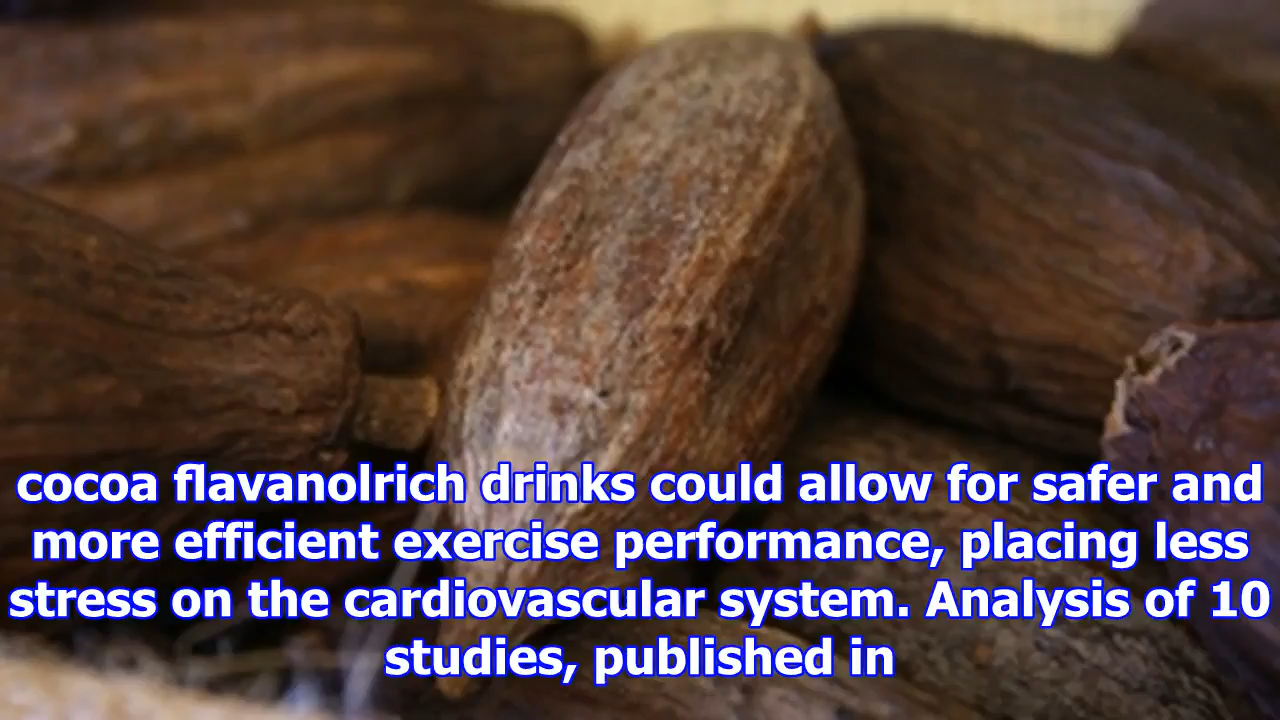 cocoa flavanolrich drinks could allow for safer and
more efficient exercise performance, placing less
stress on the cardiovascular system. Analysis of 10
studies, published in